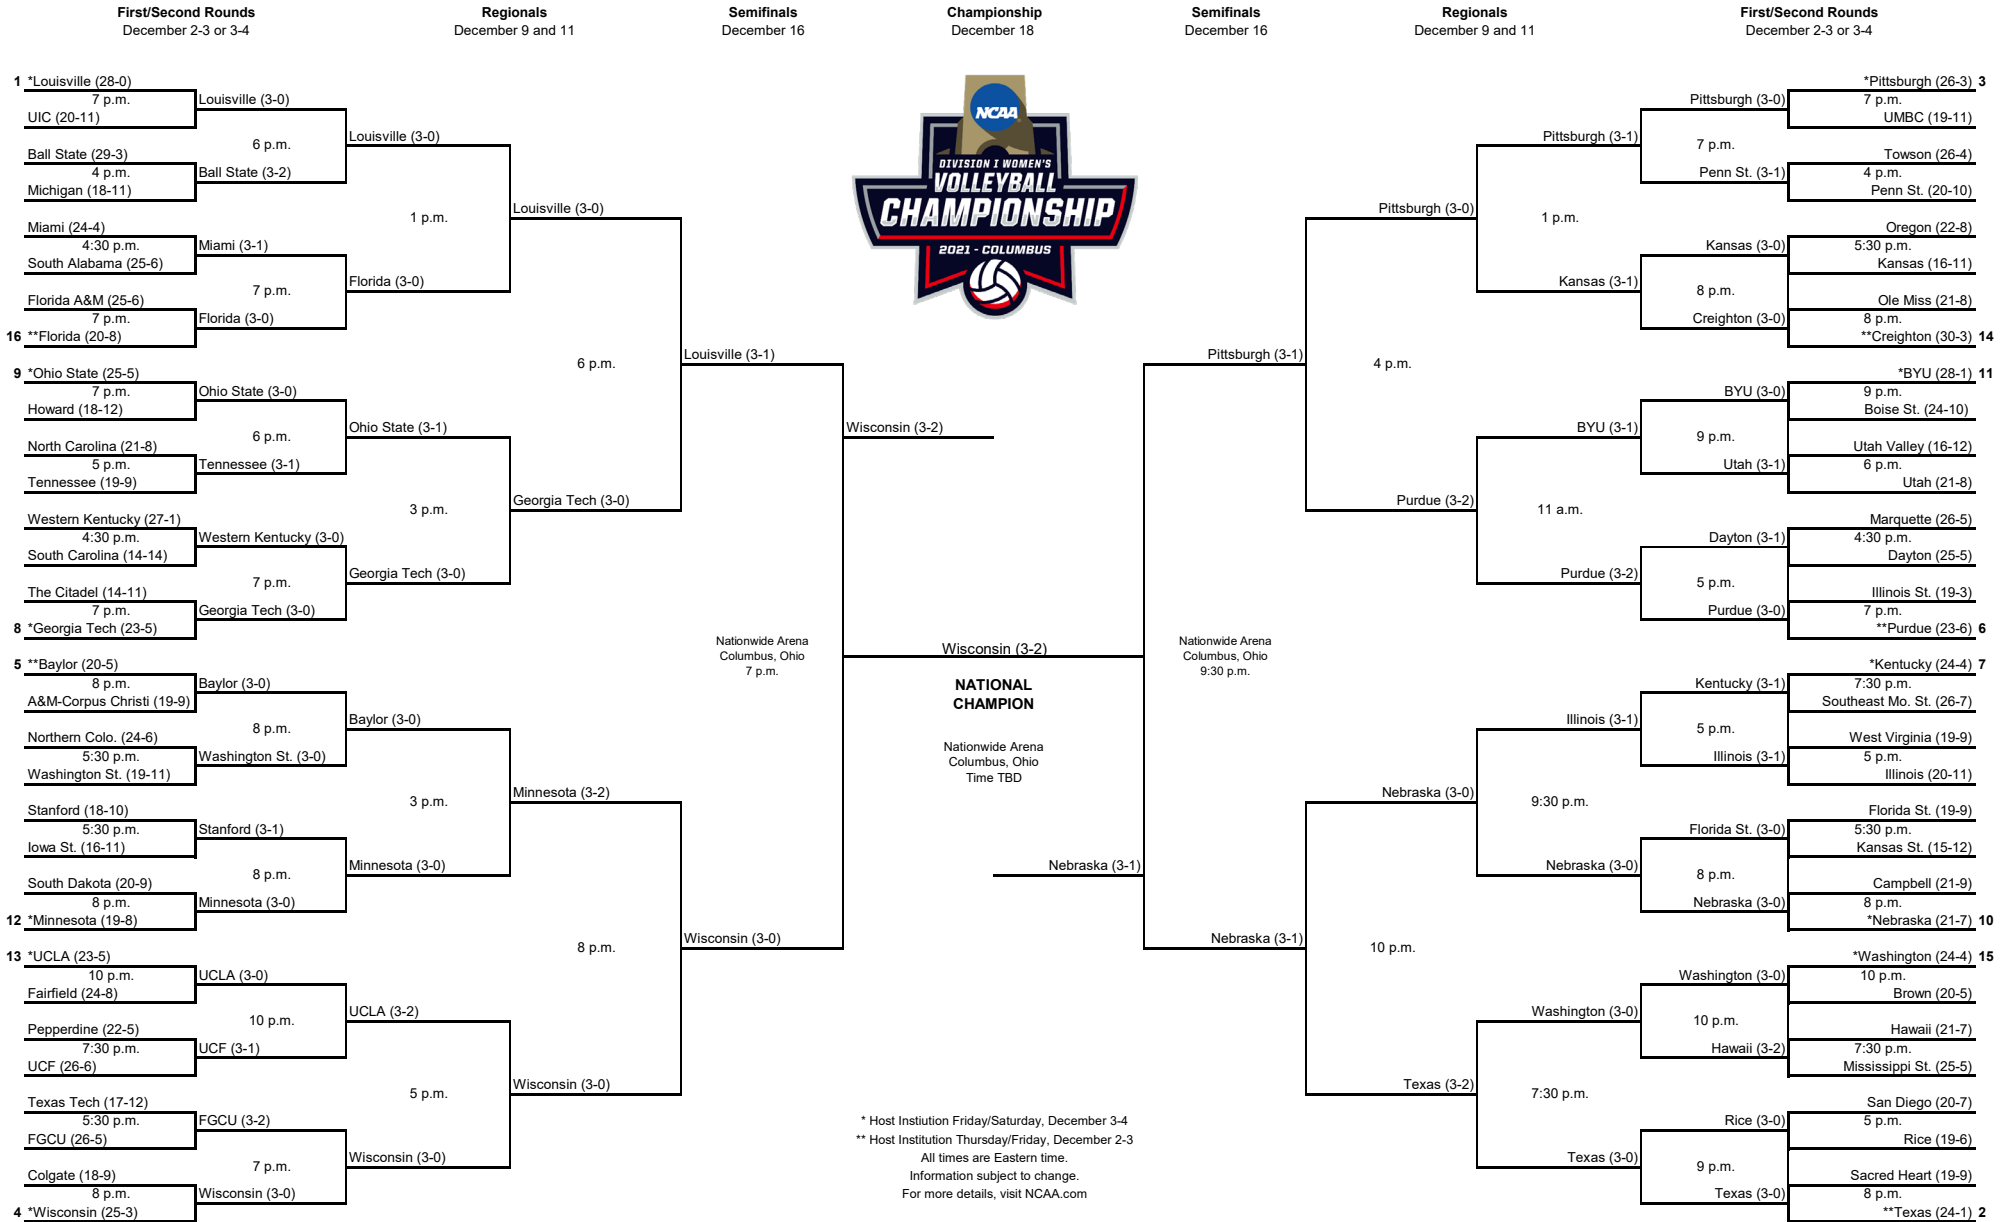 First/Second Rounds
December 2-3 or 3-4
Regionals
December 9 and 11
Semifinals
December 16
Championship
December 18
Semifinals
December 16
Regionals
December 9 and 11
First/Second Rounds
December 2-3 or 3-4
1 *Louisville (28-0)
7 p.m.
UIC (20-11)
Ball State (29-3)
4 p.m.
Michigan (18-11)
Miami (24-4)
4:30 p.m.
South Alabama (25-6)
Florida A&M (25-6)
7 p.m.
16 **Florida (20-8)
9 *Ohio State (25-5)
7 p.m.
Howard (18-12)
North Carolina (21-8)
5 p.m.
Tennessee (19-9)
Western Kentucky (27-1)
4:30 p.m.
South Carolina (14-14)
The Citadel (14-11)
7 p.m.
8 *Georgia Tech (23-5)
5 **Baylor (20-5)
8 p.m.
A&M-Corpus Christi (19-9)
Northern Colo. (24-6)
5:30 p.m.
Washington St. (19-11)
Stanford (18-10)
5:30 p.m.
Iowa St. (16-11)
South Dakota (20-9)
8 p.m.
12 *Minnesota (19-8)
13 *UCLA (23-5)
10 p.m.
Fairfield (24-8)
Pepperdine (22-5)
7:30 p.m.
UCF (26-6)
Texas Tech (17-12)
5:30 p.m.
FGCU (26-5)
Colgate (18-9)
8 p.m.
4 *Wisconsin (25-3)
Louisville (3-0)
6 p.m.
Ball State (3-2)
Miami (3-1)
7 p.m.
Florida (3-0)
Ohio State (3-0)
6 p.m.
Tennessee (3-1)
Western Kentucky (3-0)
7 p.m.
Georgia Tech (3-0)
Baylor (3-0)
8 p.m.
Washington St. (3-0)
Stanford (3-1)
8 p.m.
Minnesota (3-0)
UCLA (3-0)
10 p.m.
UCF (3-1)
FGCU (3-2)
7 p.m.
Wisconsin (3-0)
Louisville (3-0)
1 p.m.
Florida (3-0)
Ohio State (3-1)
3 p.m.
Georgia Tech (3-0)
Baylor (3-0)
3 p.m.
Minnesota (3-0)
UCLA (3-2)
5 p.m.
Wisconsin (3-0)
Louisville (3-0)
6 p.m.
Georgia Tech (3-0)
Minnesota (3-2)
8 p.m.
Wisconsin (3-0)
Louisville (3-1)
Nationwide Arena
Columbus, Ohio
7 p.m.
Wisconsin (3-0)
NCAA
DIVISION I WOMEN'S
VOLLEYBALL
CHAMPIONSHIP
2021 - COLUMBUS
Wisconsin (3-2)
Wisconsin (3-2)
NATIONAL
CHAMPION
Nationwide Arena
Columbus, Ohio
Time TBD
Nebraska (3-1)
* Host Instiution Friday/Saturday, December 3-4
** Host Institution Thursday/Friday, December 2-3
All times are Eastern time.
Information subject to change.
For more details, visit NCAA.com
Pittsburgh (3-1)
Nationwide Arena
Columbus, Ohio
9:30 p.m.
Nebraska (3-1)
Pittsburgh (3-0)
4 p.m.
Purdue (3-2)
Nebraska (3-0)
10 p.m.
Texas (3-2)
Pittsburgh (3-1)
1 p.m.
Kansas (3-1)
BYU (3-1)
11 a.m.
Purdue (3-2)
Illinois (3-1)
9:30 p.m.
Nebraska (3-0)
Washington (3-0)
7:30 p.m.
Texas (3-0)
Pittsburgh (3-0)
7 p.m.
Penn St. (3-1)
Kansas (3-0)
8 p.m.
Creighton (3-0)
BYU (3-0)
9 p.m.
Utah (3-1)
Dayton (3-1)
5 p.m.
Purdue (3-0)
Kentucky (3-1)
5 p.m.
Illinois (3-1)
Florida St. (3-0)
8 p.m.
Nebraska (3-0)
Washington (3-0)
10 p.m.
Hawaii (3-2)
Rice (3-0)
9 p.m.
Texas (3-0)
*Pittsburgh (26-3) 3
7 p.m.
UMBC (19-11)
Towson (26-4)
4 p.m.
Penn St. (20-10)
Oregon (22-8)
5:30 p.m.
Kansas (16-11)
Ole Miss (21-8)
8 p.m.
**Creighton (30-3) 14
*BYU (28-1) 11
9 p.m.
Boise St. (24-10)
Utah Valley (16-12)
6 p.m.
Utah (21-8)
Marquette (26-5)
4:30 p.m.
Dayton (25-5)
Illinois St. (19-3)
7 p.m.
**Purdue (23-6) 6
*Kentucky (24-4) 7
7:30 p.m.
Southeast Mo. St. (26-7)
West Virginia (19-9)
5 p.m.
Illinois (20-11)
Florida St. (19-9)
5:30 p.m.
Kansas St. (15-12)
Campbell (21-9)
8 p.m.
*Nebraska (21-7) 10
*Washington (24-4) 15
10 p.m.
Brown (20-5)
Hawaii (21-7)
7:30 p.m.
Mississippi St. (25-5)
San Diego (20-7)
5 p.m.
Rice (19-6)
Sacred Heart (19-9)
8 p.m.
**Texas (24-1) 2